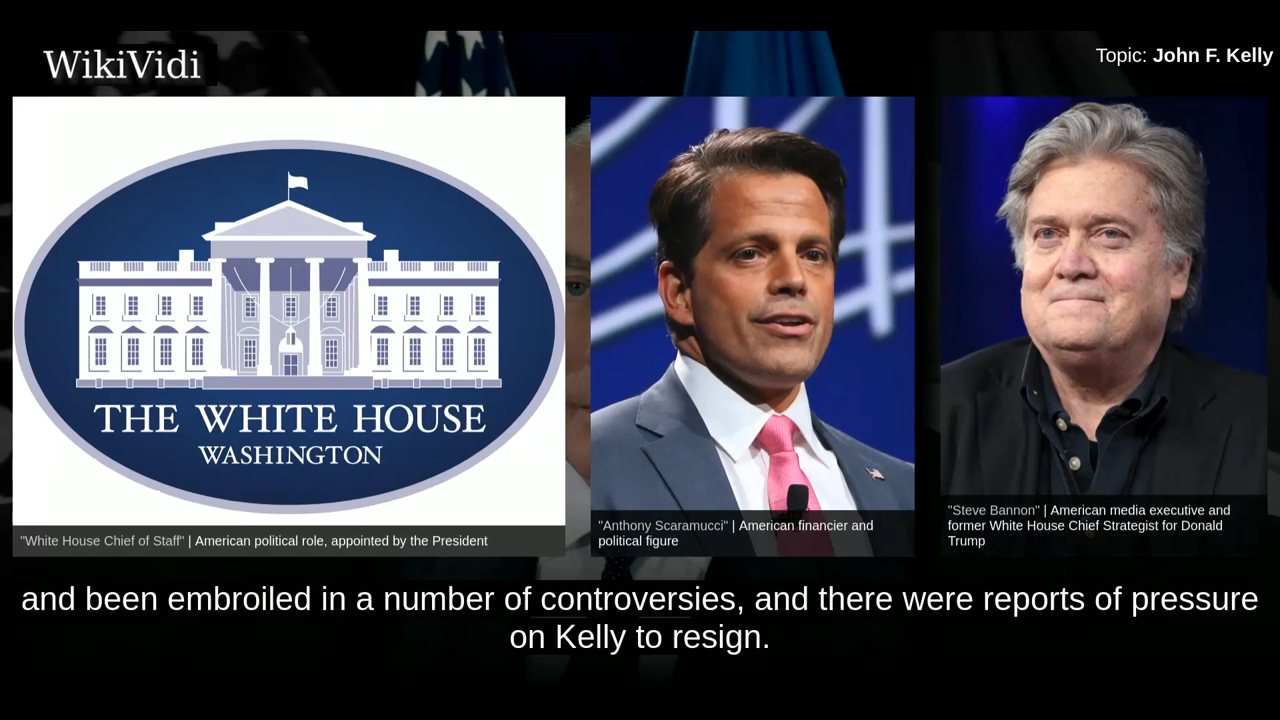 WikiVidi
Topic: John F. Kelly
THE WHITE HOUSE
WASHINGTON
"White House Chief of Staff" | American political role, appointed by the President
"Anthony Scaramucci" | American financier and
political figure
"Steve Bannon" | American media executive and
former White House Chief Strategist for Donald
Trump
and been embroiled in a number of controversies, and there were reports of pressure
on Kelly to resign.